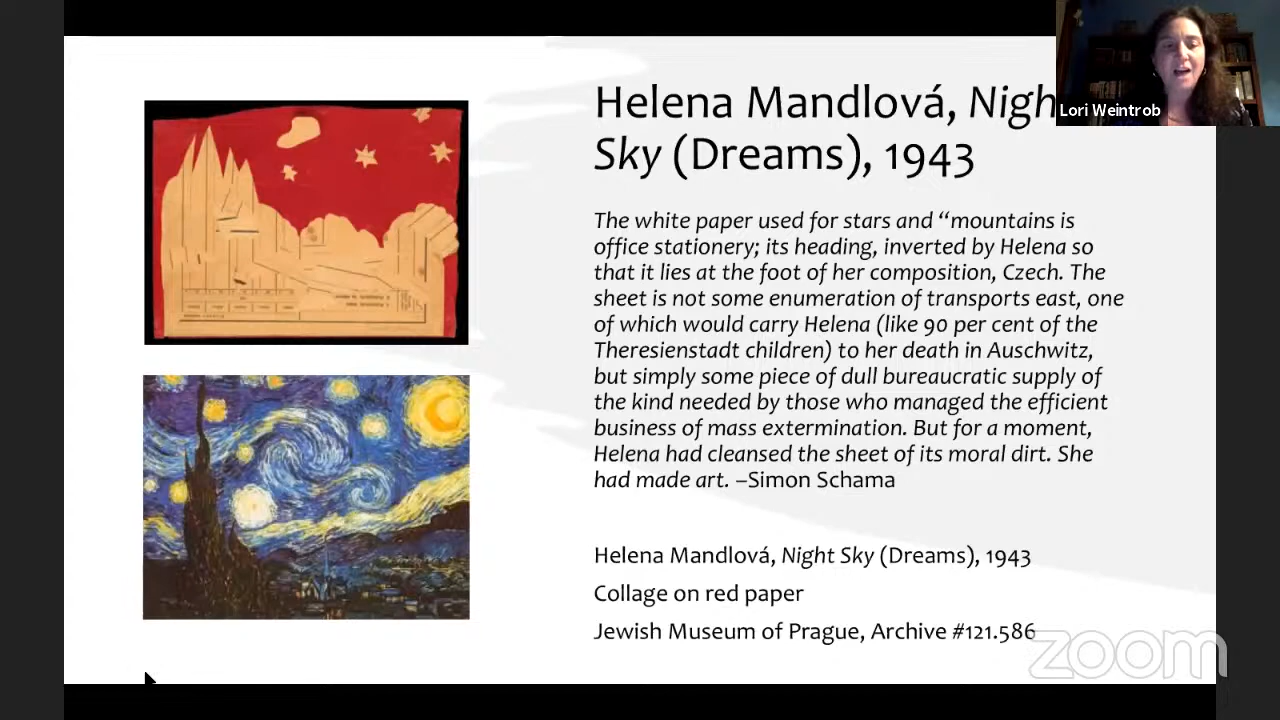 Helena Mandlová, Nigh
Sky (Dreams), 1943
Lori Weintrob
The white paper used for stars and “mountains is
office stationery; its heading, inverted by Helena so
that it lies at the foot of her composition, Czech. The
sheet is not some enumeration of transports east, one
of which would carry Helena (like 90 per cent of the
Theresienstadt children) to her death in Auschwitz,
but simply some piece of dull bureaucratic supply of
the kind needed by those who managed the efficient
business of mass extermination. But for a moment,
Helena had cleansed the sheet of its moral dirt. She
had made art. –Simon Schama
Helena Mandlová, Night Sky (Dreams), 1943
Collage on red paper
Jewish Museum of Prague, Archive #121.586
zoom